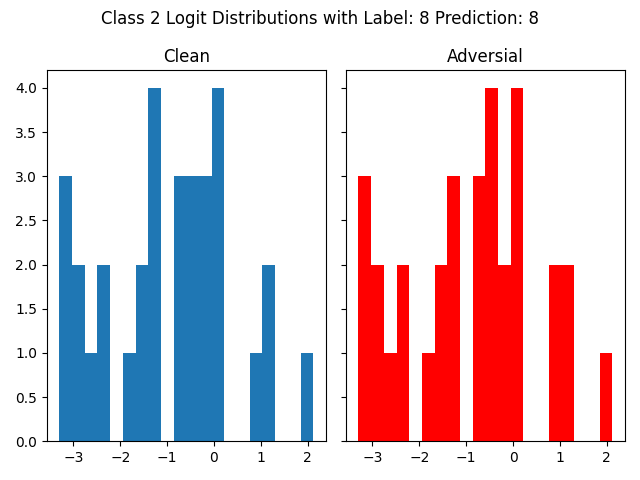 Class 2 Logit Distributions with Label: 8 Prediction: 8
Clean
Adversial
4.0
3.5
3.0
2.5
2.0
1.5
1.0
0.5
0.0
−3 −2 −1 0 1 2
−3 −2 −1 0 1 2